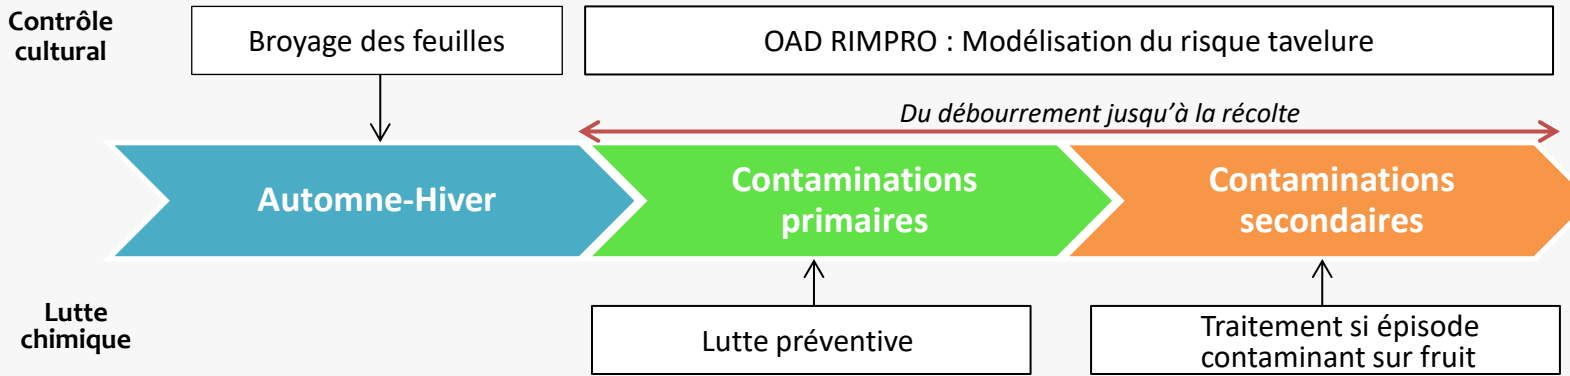 Contrôle
cultural
Broyage des feuilles
OAD RIMPRO : Modélisation du risque tavelure
Du débourrement jusqu’à la récolte
Automne-Hiver
Contaminations
primaires
Contaminations
secondaires
Lutte
chimique
Lutte préventive
Traitement si épisode
contaminant sur fruit